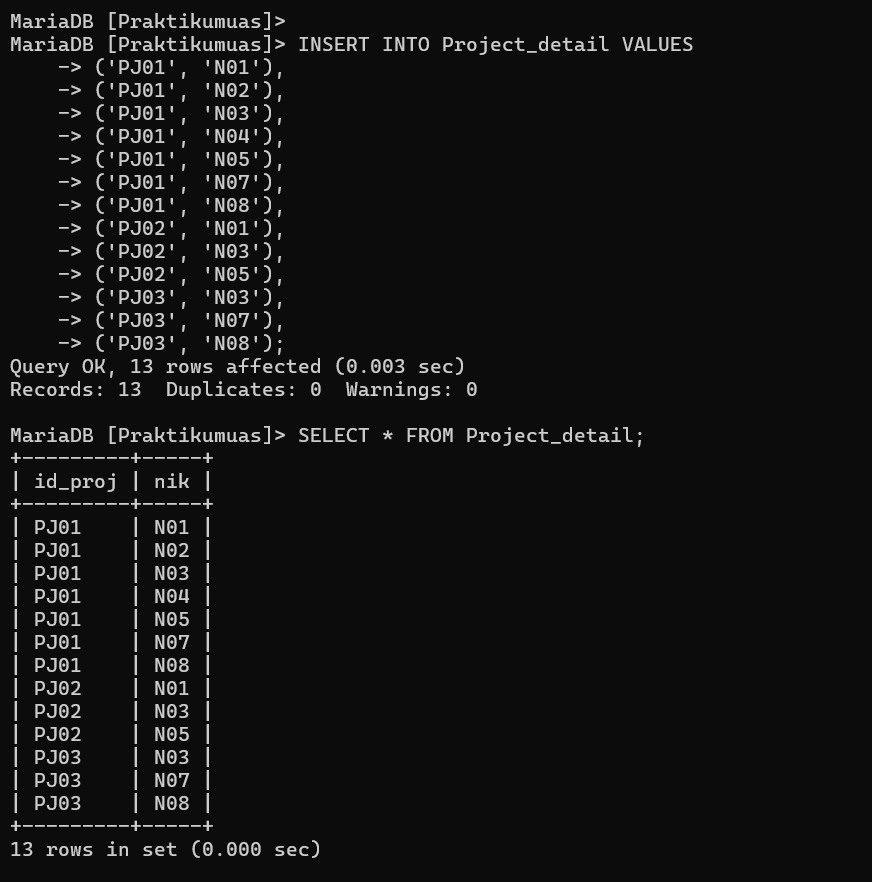 MariaDB [Praktikumuas]>
MariaDB [Praktikumuas]> INSERT INTO Project_detail VALUES
    -> ('PJ01', 'N01'),
    -> ('PJ01', 'N02'),
    -> ('PJ01', 'N03'),
    -> ('PJ01', 'N04'),
    -> ('PJ01', 'N05'),
    -> ('PJ01', 'N07'),
    -> ('PJ01', 'N08'),
    -> ('PJ02', 'N01'),
    -> ('PJ02', 'N03'),
    -> ('PJ02', 'N05'),
    -> ('PJ03', 'N03'),
    -> ('PJ03', 'N07'),
    -> ('PJ03', 'N08');
Query OK, 13 rows affected (0.003 sec)
Records: 13  Duplicates: 0  Warnings: 0

MariaDB [Praktikumuas]> SELECT * FROM Project_detail;
+---------+-----+
| id_proj | nik |
+---------+-----+
| PJ01    | N01 |
| PJ01    | N02 |
| PJ01    | N03 |
| PJ01    | N04 |
| PJ01    | N05 |
| PJ01    | N07 |
| PJ01    | N08 |
| PJ02    | N01 |
| PJ02    | N03 |
| PJ02    | N05 |
| PJ03    | N03 |
| PJ03    | N07 |
| PJ03    | N08 |
+---------+-----+
13 rows in set (0.000 sec)